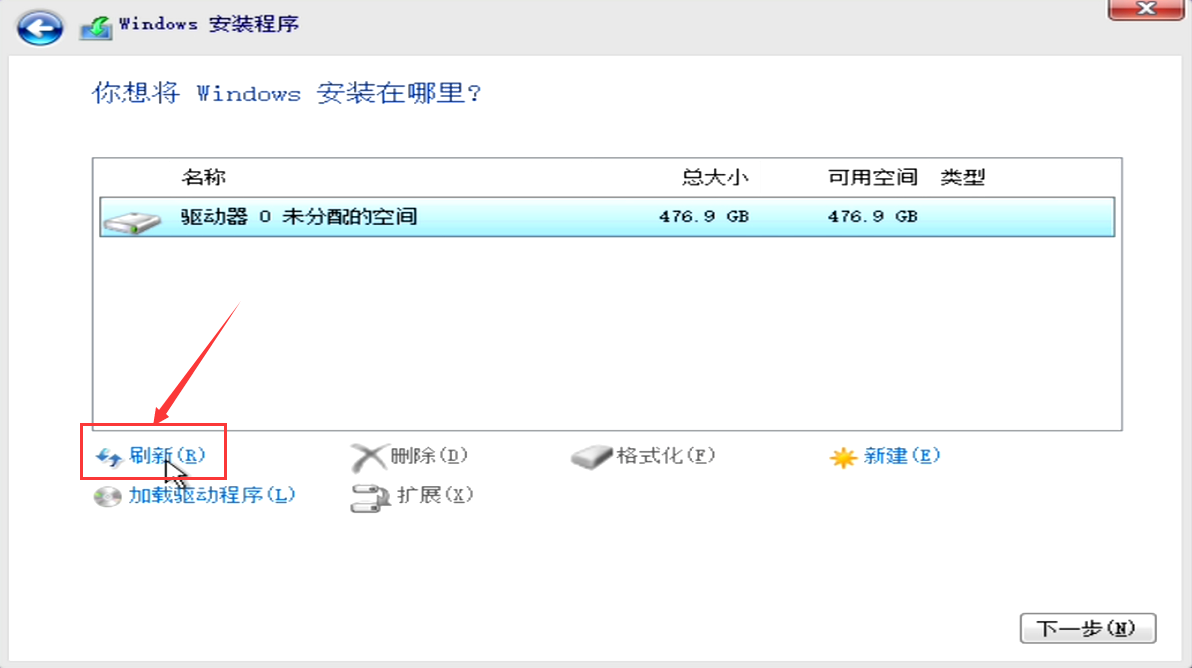 Windows 安装程序
你想将 Windows 安装在哪里?
名称 总大小 可用空间 类型
驱动器 0 未分配的空间 476.9 GB 476.9 GB
刷新(R) 删除(D) 格式化(F) 新建(E)
加载驱动程序(L) 扩展(X)
下一步(N)